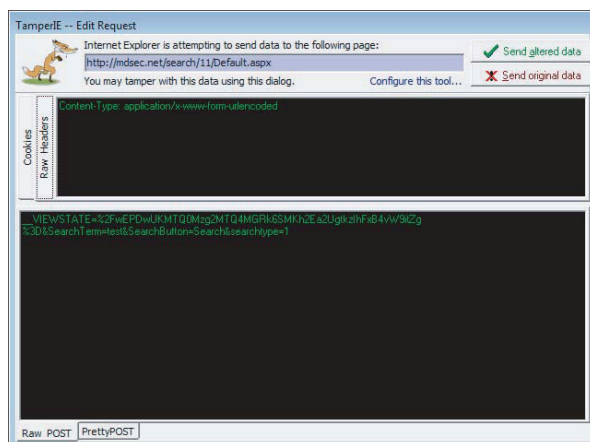 TamperIE -- Edit Request
Internet Explorer is attempting to send data to the following page:
http://mdsec.net/search/11/Default.aspx
You may tamper with this data using this dialog.
Configure this tool...
Send altered data
Send original data
Cookies
Raw Headers
Content-Type: application/x-www-form-urlencoded
%3D&SearchTerm=test&SearchButton=Search&searchtype=1
Raw POST
PrettyPOST